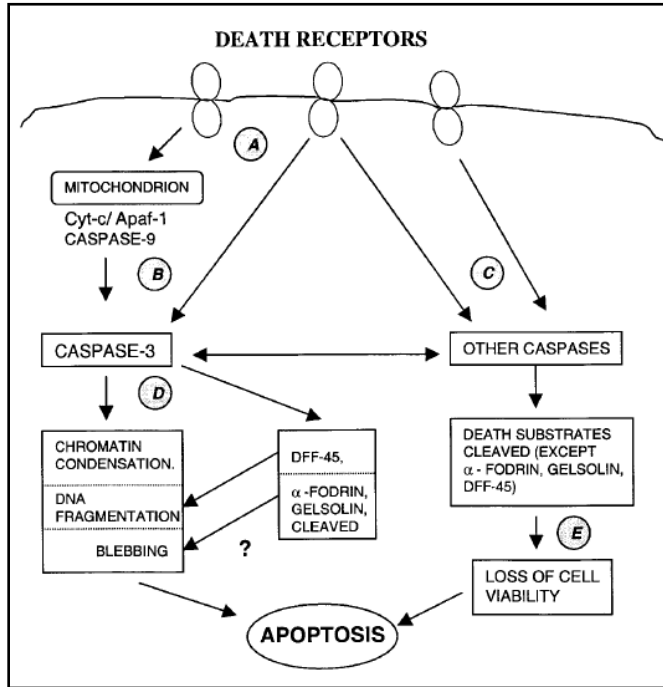 DEATH RECEPTORS
A
MITOCHONDRION
Cyt-c/ Apaf-1
CASPASE-9
B
C
CASPASE-3
OTHER CASPASES
D
CHROMATIN
CONDENSATION.
DNA
FRAGMENTATION
BLEBBING
DFF-45,
α-FODRIN,
GELSOLIN,
CLEAVED
?
DEATH SUBSTRATES
CLEAVED (EXCEPT
α - FODRIN, GELSOLIN,
DFF-45)
E
LOSS OF CELL
VIABILITY
APOPTOSIS